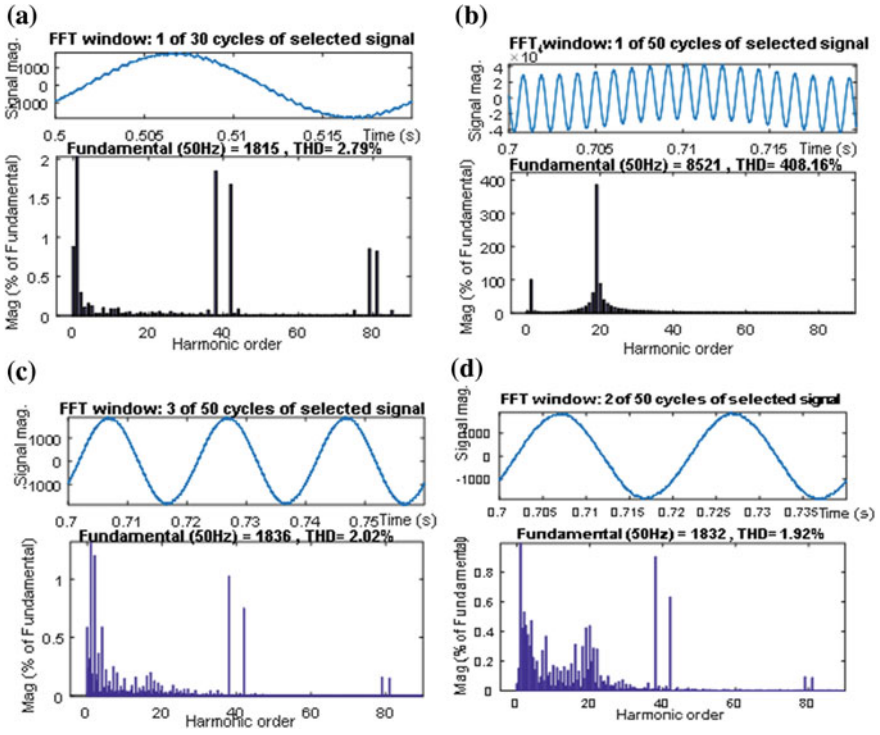 (a)
FFT window: 1 of 30 cycles of selected signal
Signal mag.
1000
0
1000
0.5
0.505
0.51
0.515
Time (s)
Fundamental (50Hz) = 1815 , THD= 2.79%
Mag (% of Fundamental)
2
1.5
1
0.5
0
0 20 40 60 80
Harmonic order
(b)
FFT window: 1 of 50 cycles of selected signal
Signal mag.
4
2
0
-2
-4
0.7
0.705
0.71
0.715
Time (s)
Fundamental (50Hz) = 8521 , THD= 408.16%
Mag (% of Fundamental)
400
300
200
100
0
0 20 40 60 80
Harmonic order
(c)
FFT window: 3 of 50 cycles of selected signal
Signal mag.
1000
0
-1000
0.7 0.71 0.72 0.73 0.74 0.75
Time (s)
Fundamental (50Hz) = 1836 , THD= 2.02%
Mag (% of Fundamental)
1
0.5
0
0 20 40 60 80
Harmonic order
(d)
FFT window: 2 of 50 cycles of selected signal
Signal mag.
1000
0
-1000
0.7 0.705 0.71 0.715 0.72 0.725 0.73 0.735
Time (s)
Fundamental (50Hz) = 1832 , THD= 1.92%
Mag (% of Fundamental)
0.8
0.6
0.4
0.2
0
0 20 40 60 80
Harmonic order